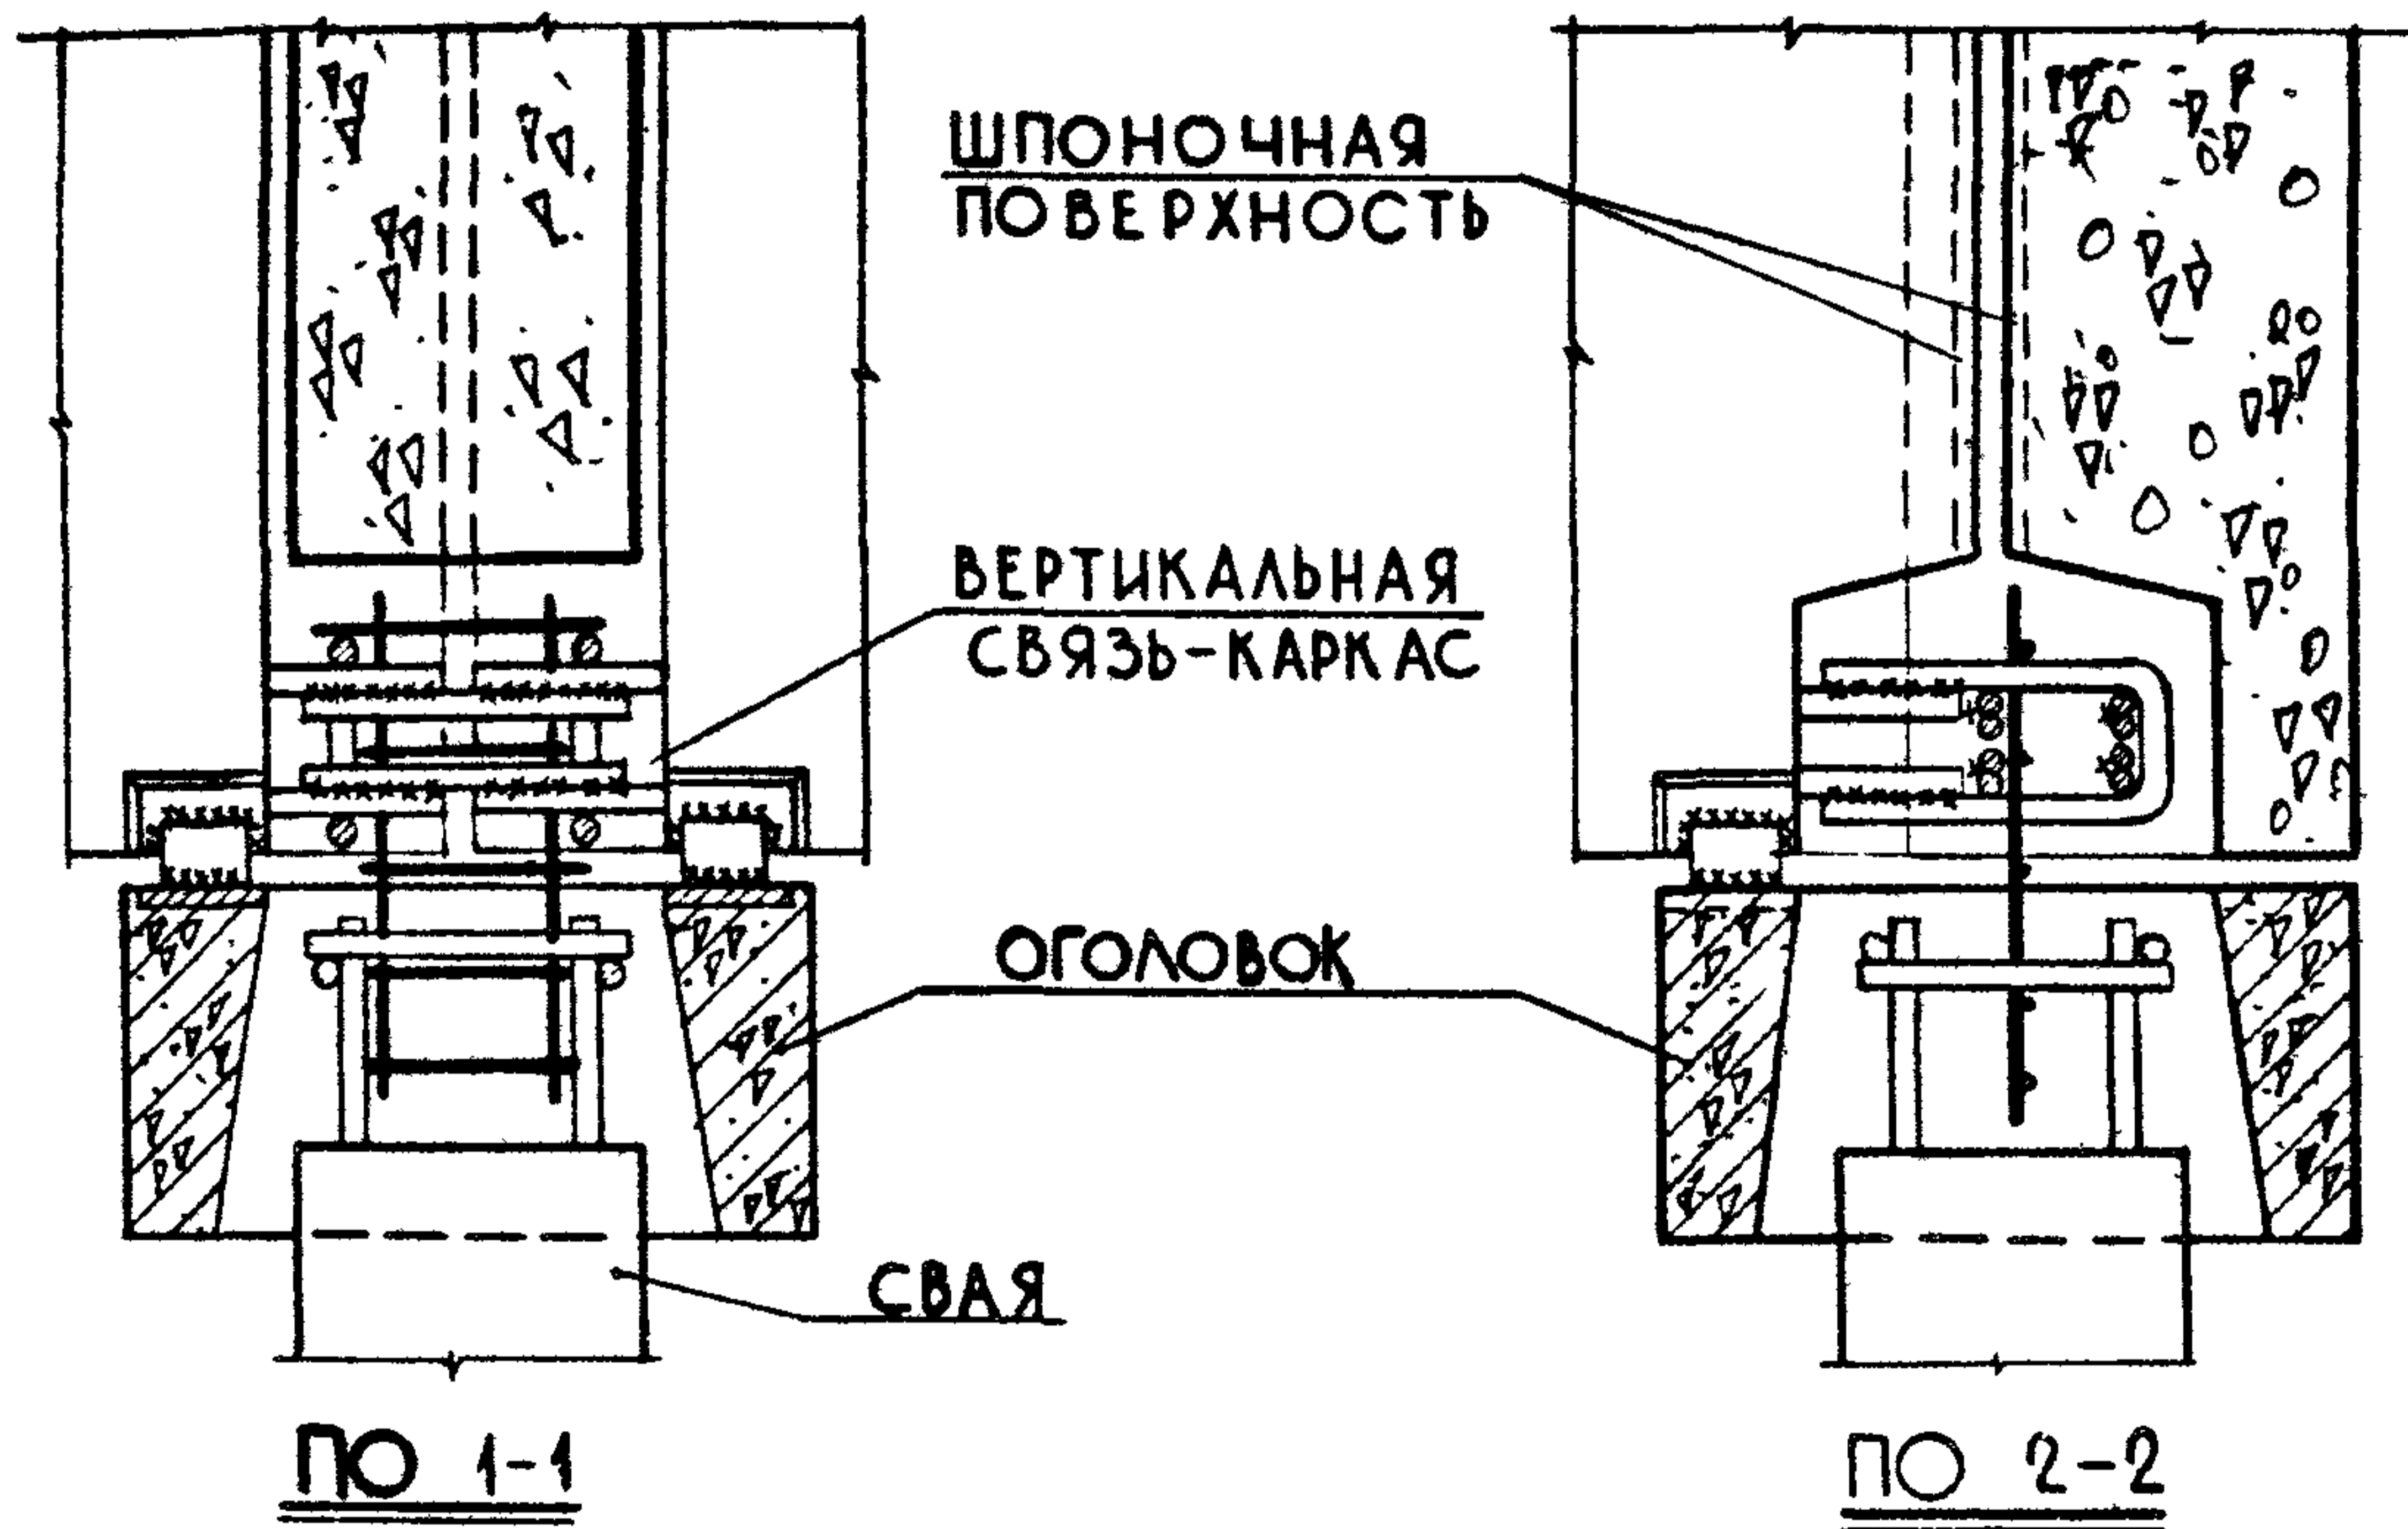 ШПОНОЧНАЯ
ПОВЕРХНОСТЬ
ВЕРТИКАЛЬНАЯ
СВЯЗЬ-КАРКАС
ОГОЛОВОК
СВАЯ
ПО 1-1
ПО 2-2